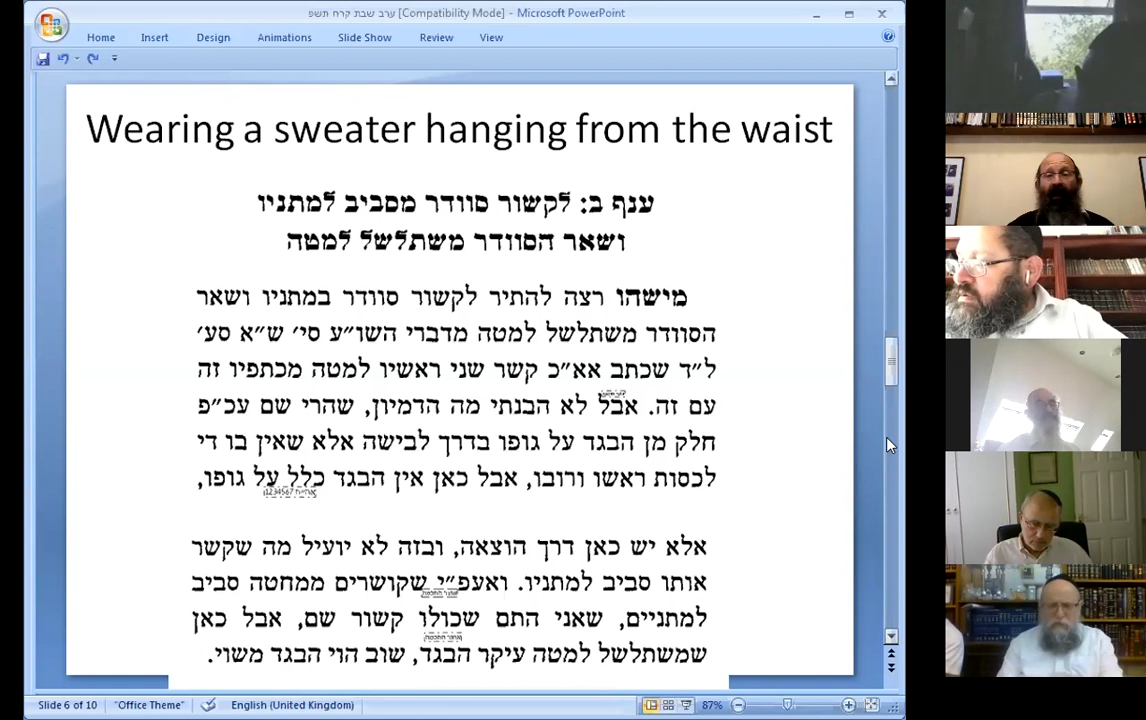 ערב שבת קרח תשפ [Compatibility Mode] - Microsoft PowerPoint
Home Insert Design Animations Slide Show Review View
Wearing a sweater hanging from the waist
ענף ב: לקשור סוודר מסביב למתניו
ושאר הסוודר משתלשל למטה
מישהו רצה להתיר לקשור סוודר במתניו ושאר
הסוודר משתלשל למטה מדברי השו״ע סי׳ ש״א סע׳
ל״ד שכתב אא״כ קשר שני ראשיו למטה מכתפיו זה
עם זה. אבל לא הבנתי מה הדמיון, שהרי שם עכ״פ
חלק מן הבגד על גופו בדרך לבישה אלא שאין בו די
לכסות ראשו ורובו, אבל כאן אין הבגד כלל על גופו,
אלא יש כאן דרך הוצאה, ובזה לא יועיל מה שקשר
אותו סביב למתניו. ואעפ״י שקושרים ממחטה סביב
למתניים, שאני התם שכולו קשור שם, אבל כאן
שמשתלשל למטה עיקר הבגד, שוב הוי הבגד משוי.
Slide 6 of 10 "Office Theme" English (United Kingdom) 87%